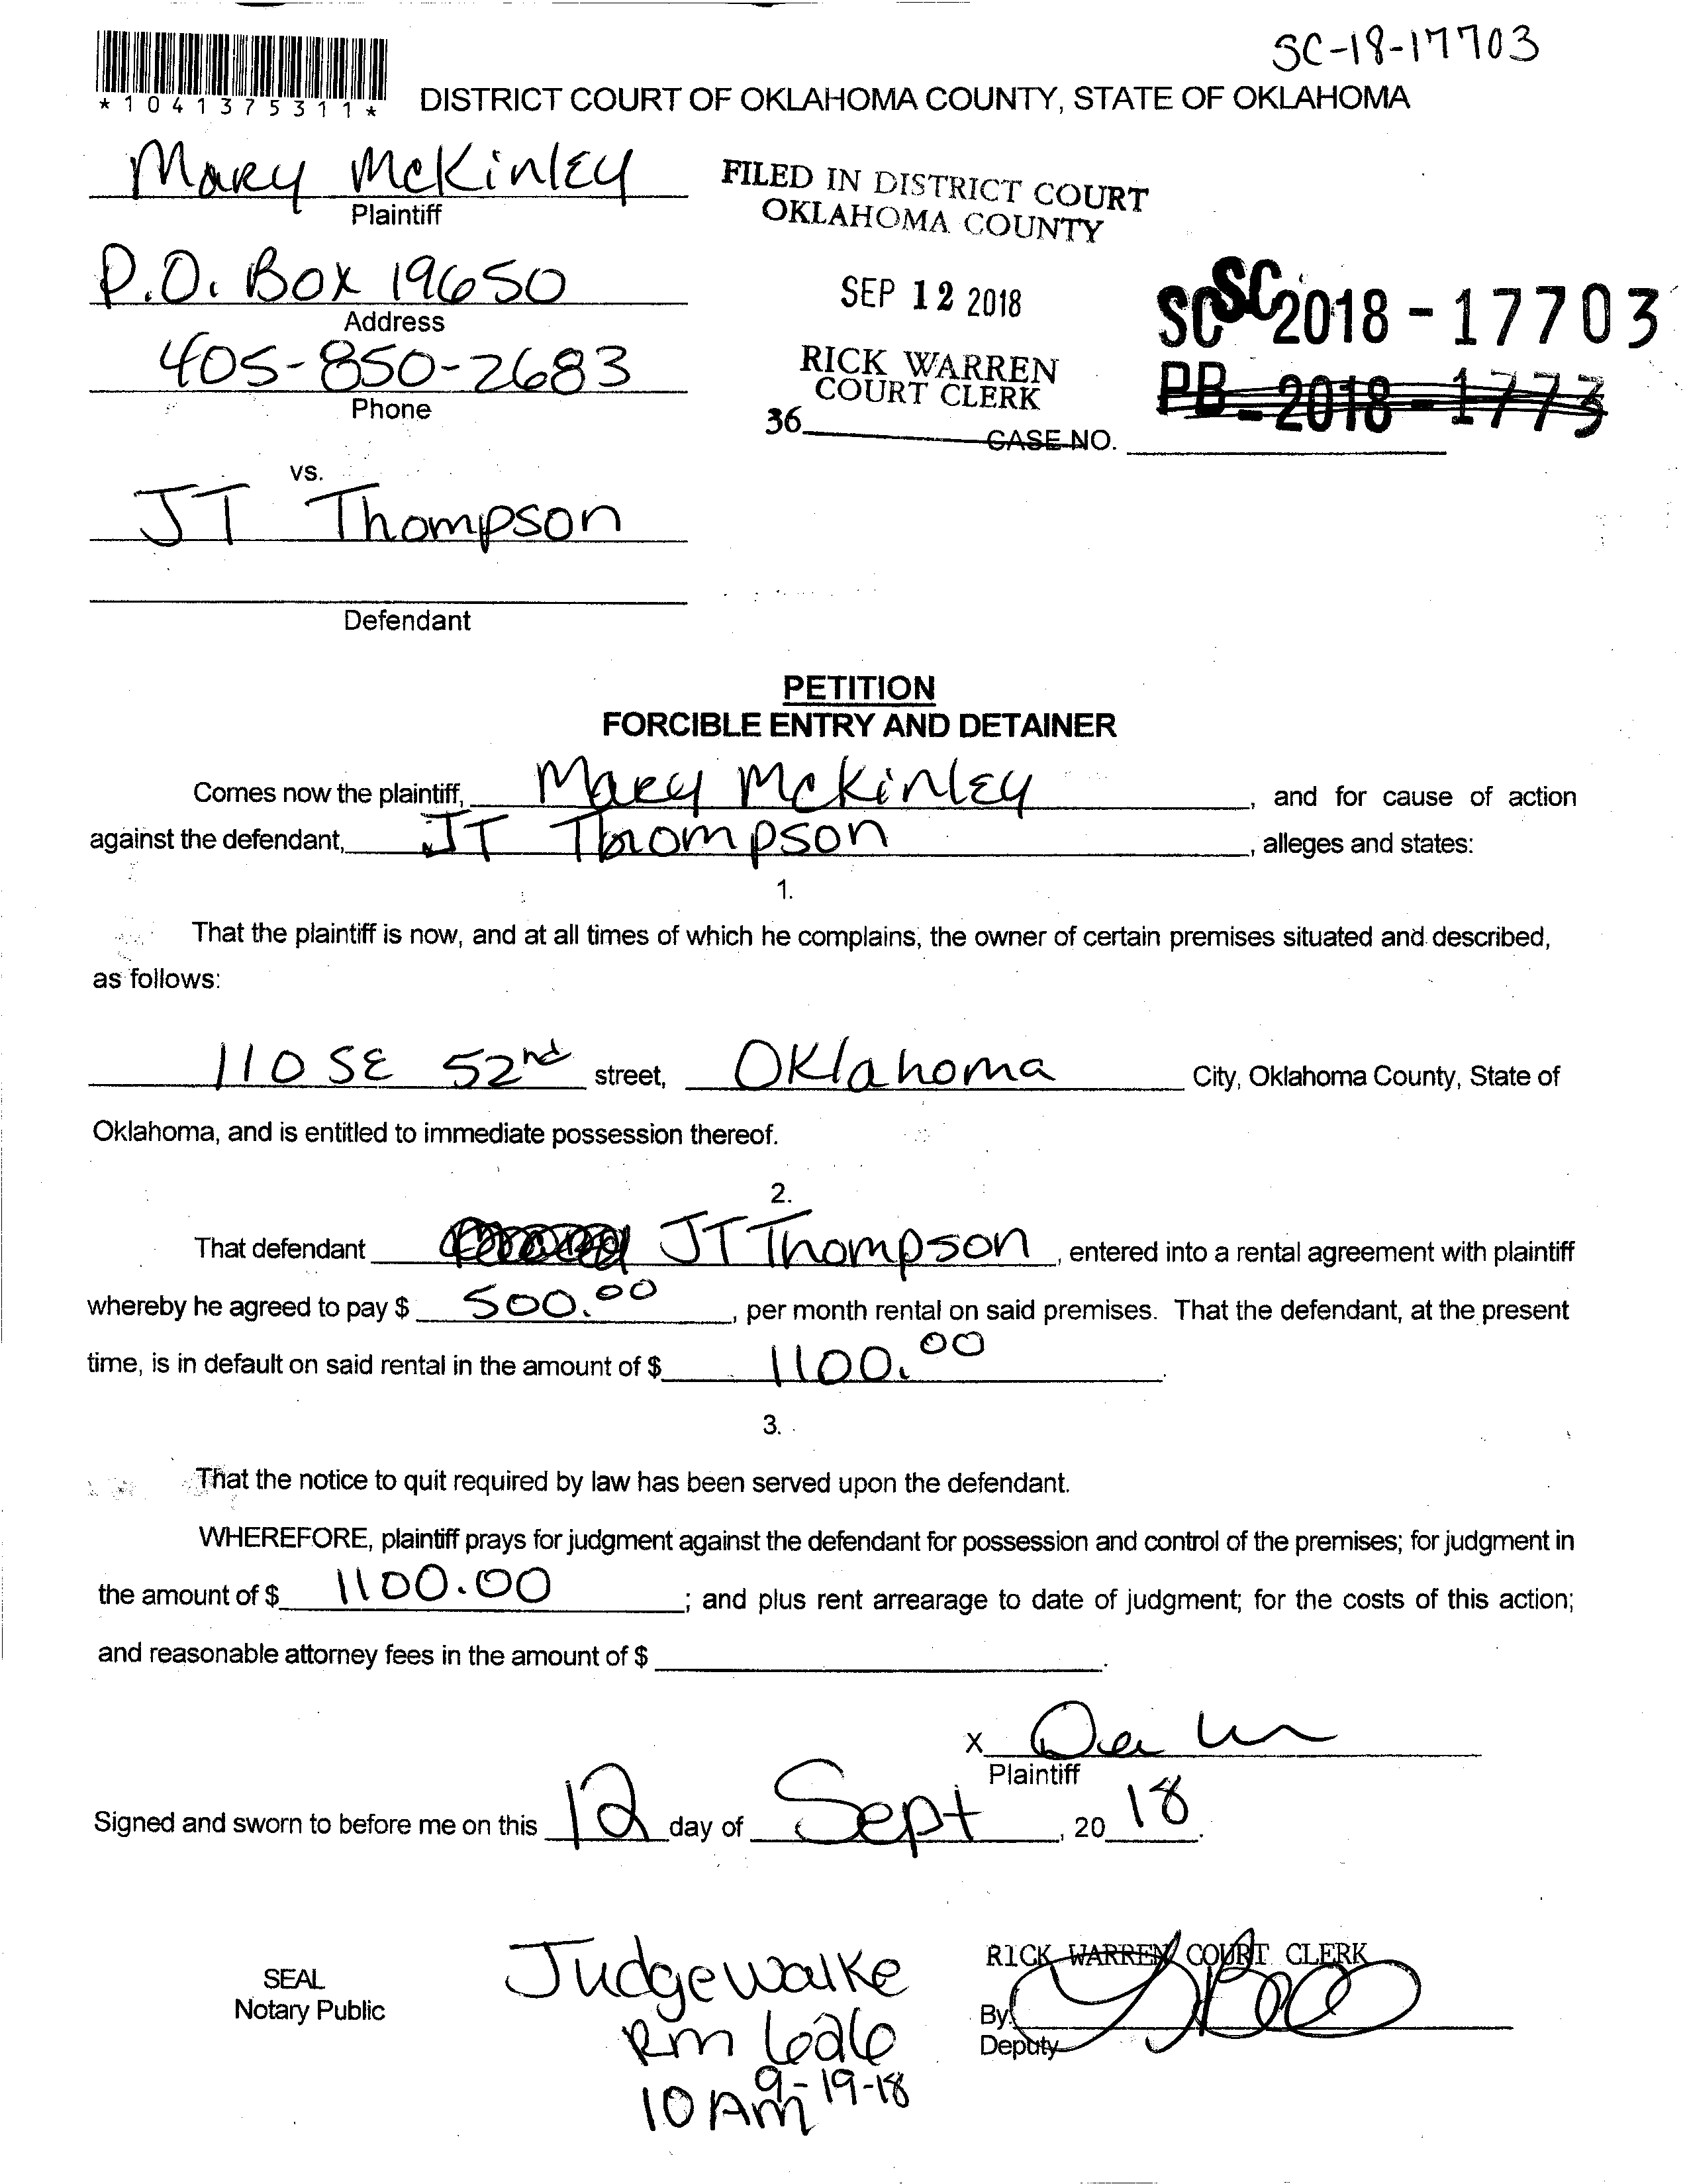 SC-18-17703
*1041375311*
DISTRICT COURT OF OKLAHOMA COUNTY, STATE OF OKLAHOMA
Mary McKinley
Plaintiff
FILED IN DISTRICT COURT
OKLAHOMA COUNTY
P.O. Box 19650
Address
SEP 12 2018
SC SC 2018 - 17703
405-850-2683
Phone
RICK WARREN
COURT CLERK
PB - 2018 - 1773
36
CASE NO.
vs.
JT Thompson
Defendant
PETITION
FORCIBLE ENTRY AND DETAINER
Comes now the plaintiff, Mary McKinley, and for cause of action
against the defendant, JT Thompson, alleges and states:
1.
That the plaintiff is now, and at all times of which he complains, the owner of certain premises situated and described,
as follows:
110 SE 52nd street, Oklahoma City, Oklahoma County, State of
Oklahoma, and is entitled to immediate possession thereof.
2.
That defendant JT Thompson, entered into a rental agreement with plaintiff
whereby he agreed to pay $ 500.00, per month rental on said premises. That the defendant, at the present
time, is in default on said rental in the amount of $ 1100.00.
3.
That the notice to quit required by law has been served upon the defendant.
WHEREFORE, plaintiff prays for judgment against the defendant for possession and control of the premises; for judgment in
the amount of $ 1100.00; and plus rent arrearage to date of judgment; for the costs of this action;
and reasonable attorney fees in the amount of $ .
X
Plaintiff
Signed and sworn to before me on this 12 day of Sept, 20 18.
SEAL
Notary Public
Judge Walke
Rm 626
10 AM 9-19-18
RICK WARREN COURT CLERK
By:
Deputy